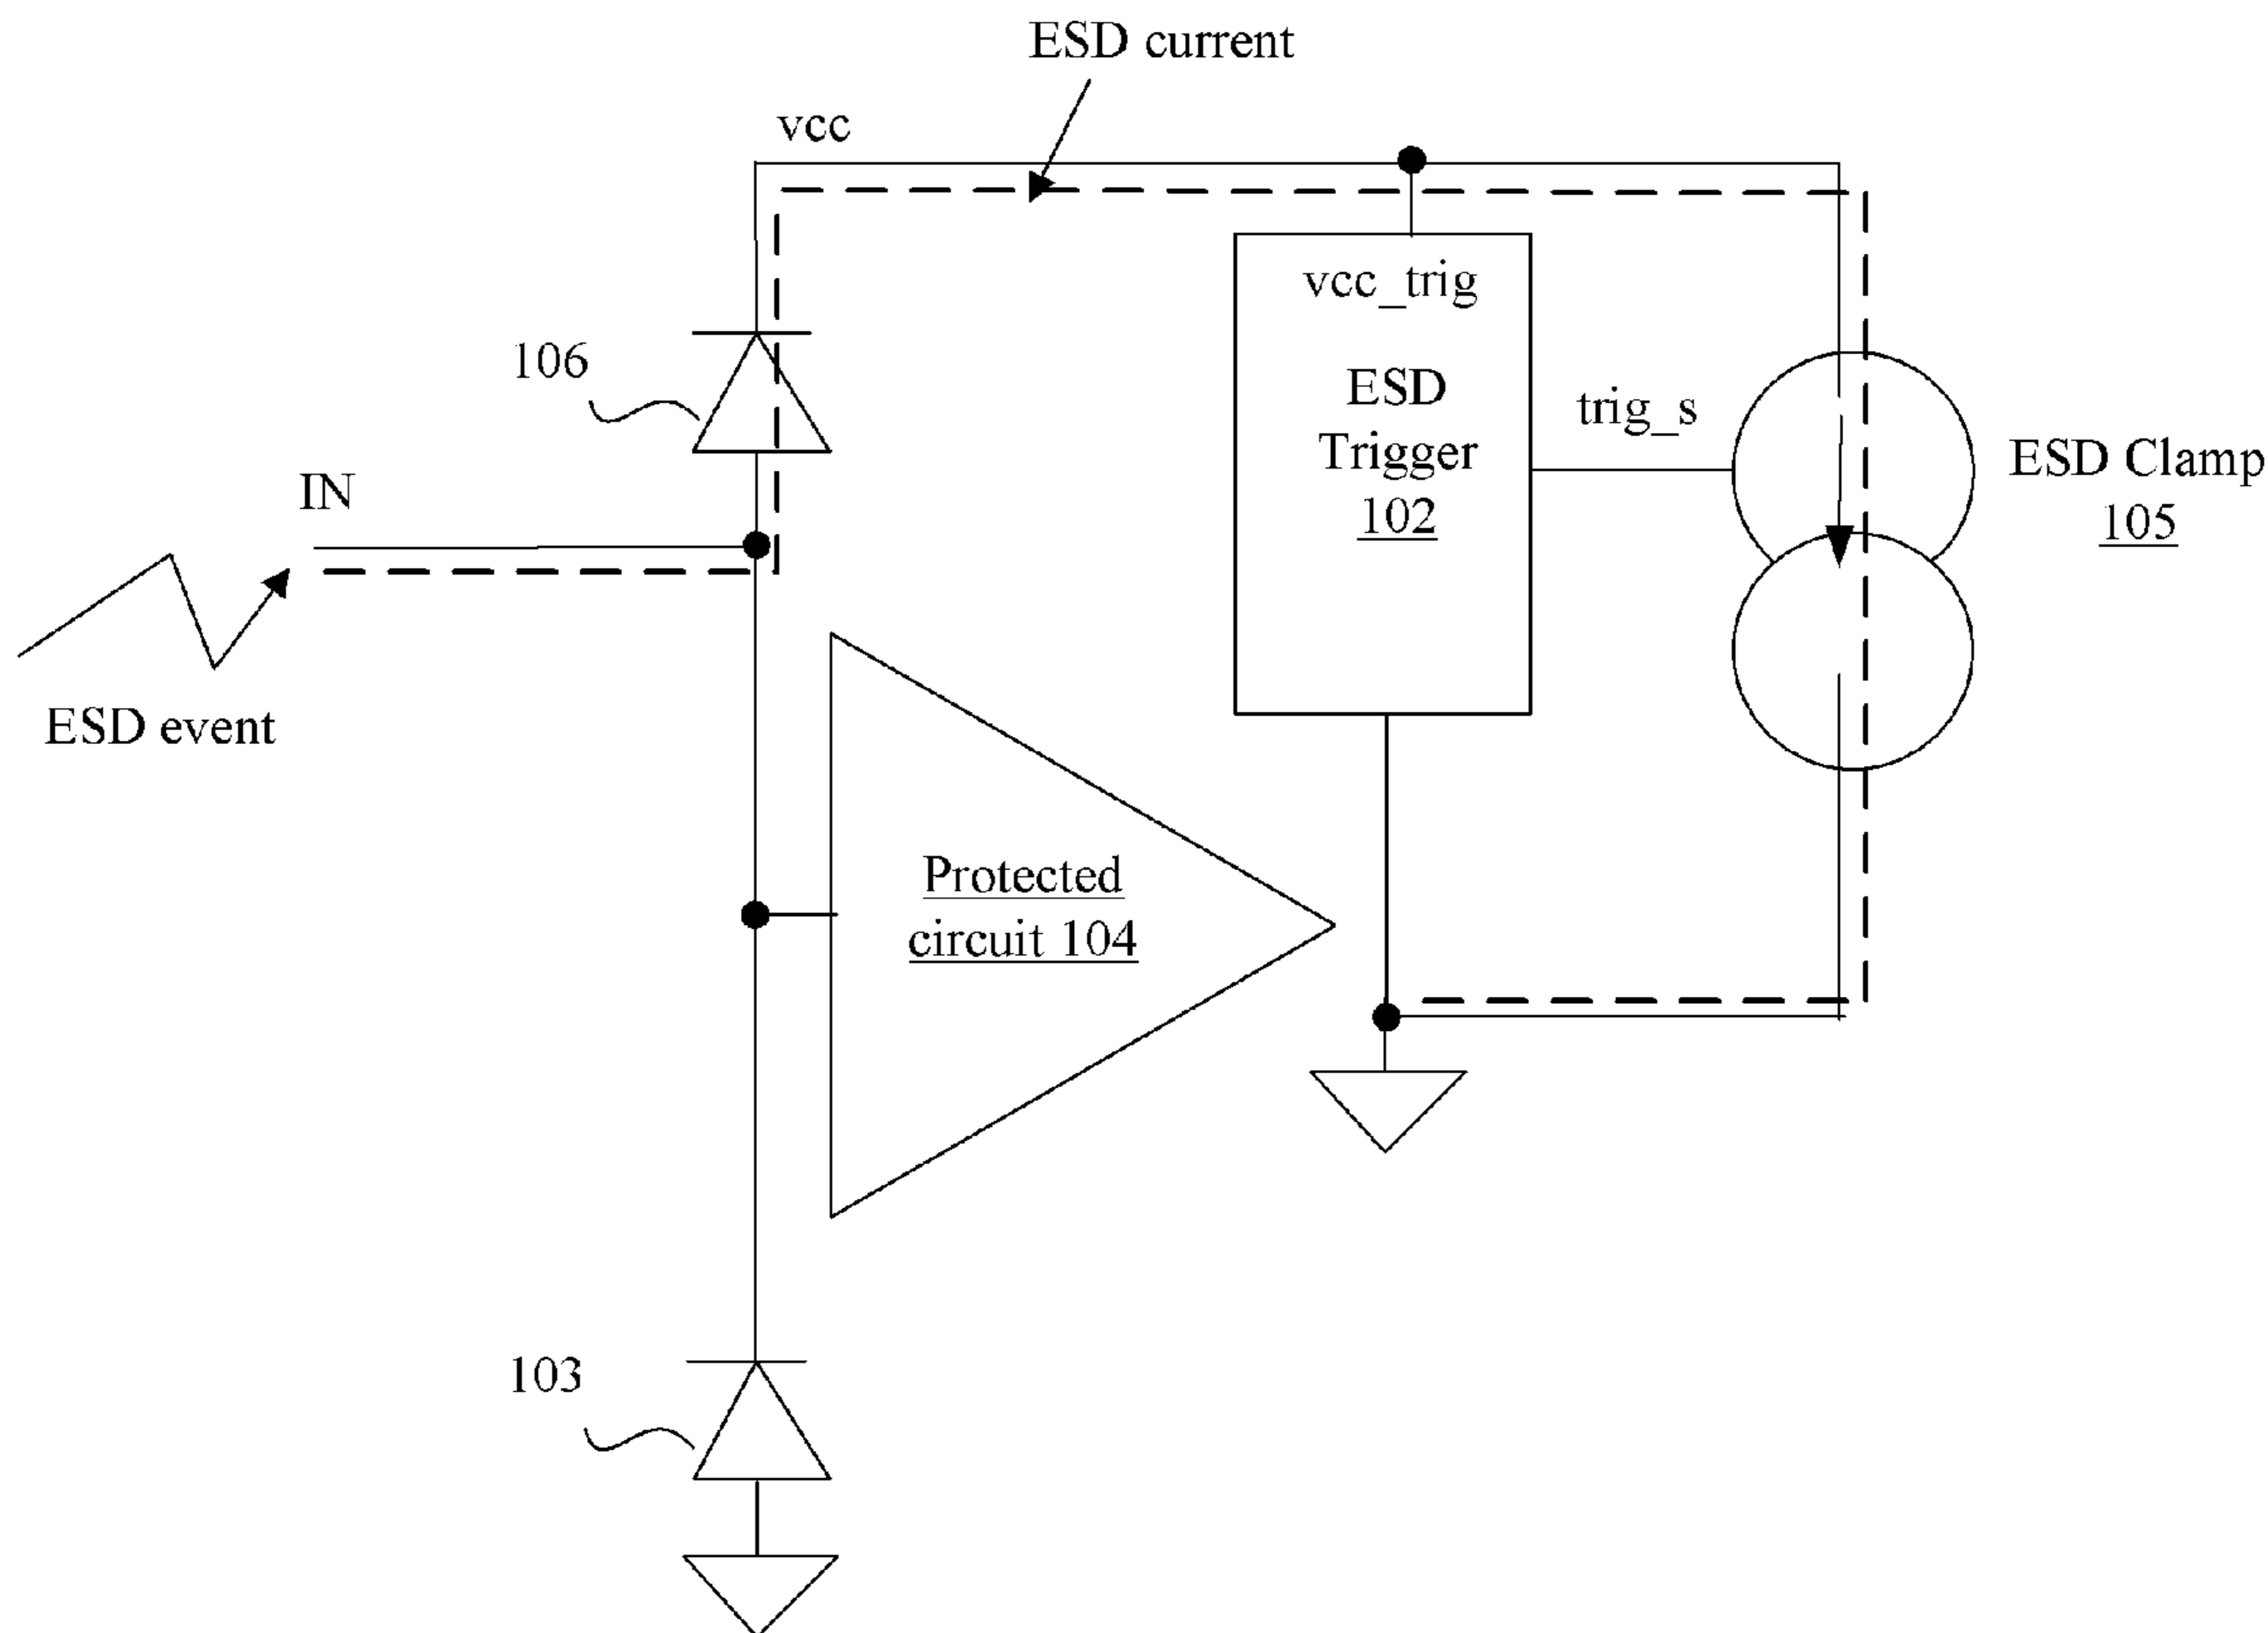 ESD current
vcc
vcc_trig
106
ESD
Trigger
102
trig_s
ESD Clamp
105
IN
ESD event
Protected
circuit 104
103